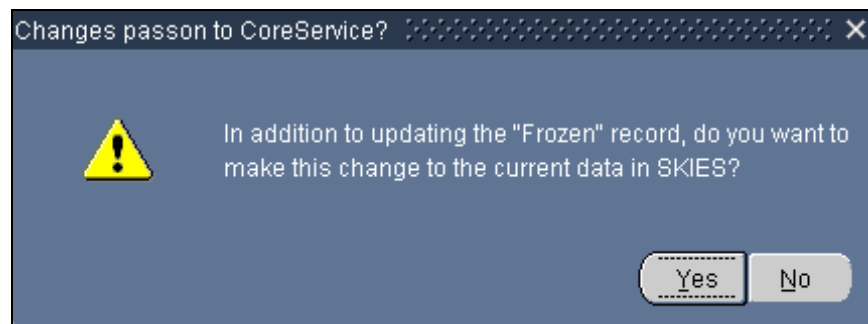 Changes passon to CoreService?
In addition to updating the "Frozen" record, do you want to
make this change to the current data in SKIES?
Yes No